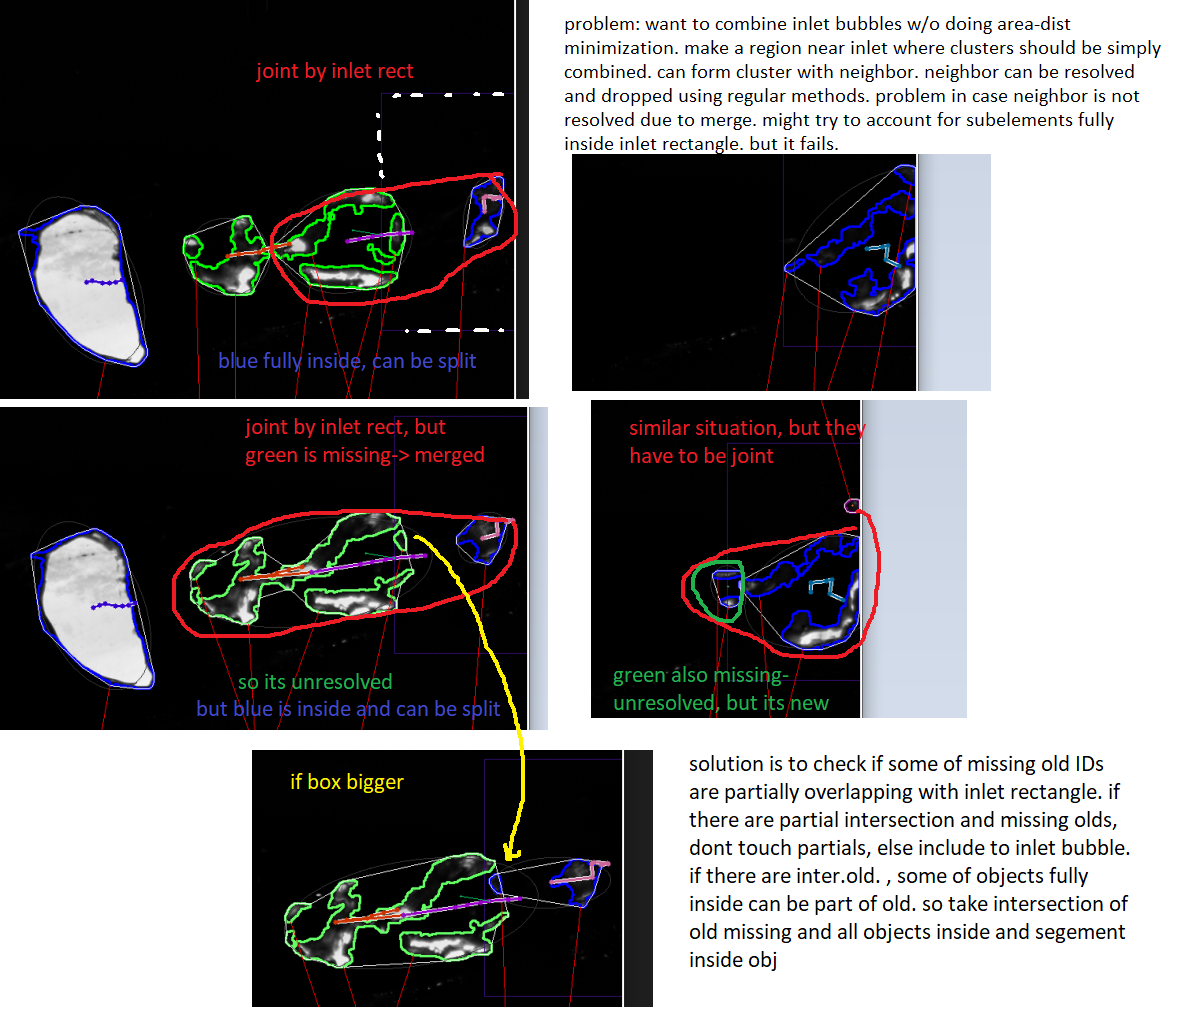 problem: want to combine inlet bubbles w/o doing area-dist
minimization. make a region near inlet where clusters should be simply
combined. can form cluster with neighbor. neighbor can be resolved
and dropped using regular methods. problem in case neighbor is not
resolved due to merge. might try to account for subelements fully
inside inlet rectangle. but it fails.
joint by inlet rect
blue fully inside, can be split
joint by inlet rect, but
green is missing-> merged
so its unresolved
but blue is inside and can be split
similar situation, but they
have to be joint
green also missing-
unresolved, but its new
if box bigger
solution is to check if some of missing old IDs
are partially overlapping with inlet rectangle. if
there are partial intersection and missing olds,
dont touch partials, else include to inlet bubble.
if there are inter.old. , some of objects fully
inside can be part of old. so take intersection of
old missing and all objects inside and segement
inside obj